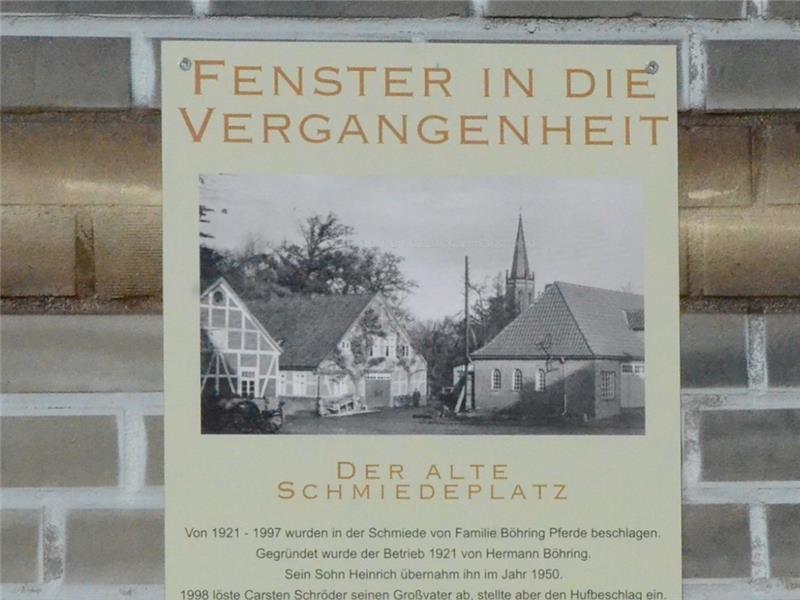 FENSTER IN DIE
VERGANGENHEIT
DER ALTE
SCHMIEDEPLATZ
Von 1921 - 1997 wurden in der Schmiede von Familie Böhring Pferde beschlagen.
Gegründet wurde der Betrieb 1921 von Hermann Böhring.
Sein Sohn Heinrich übernahm ihn im Jahr 1950.
1998 löste Carsten Schröder seinen Großvater ab, stellte aber den Hufbeschlag ein.